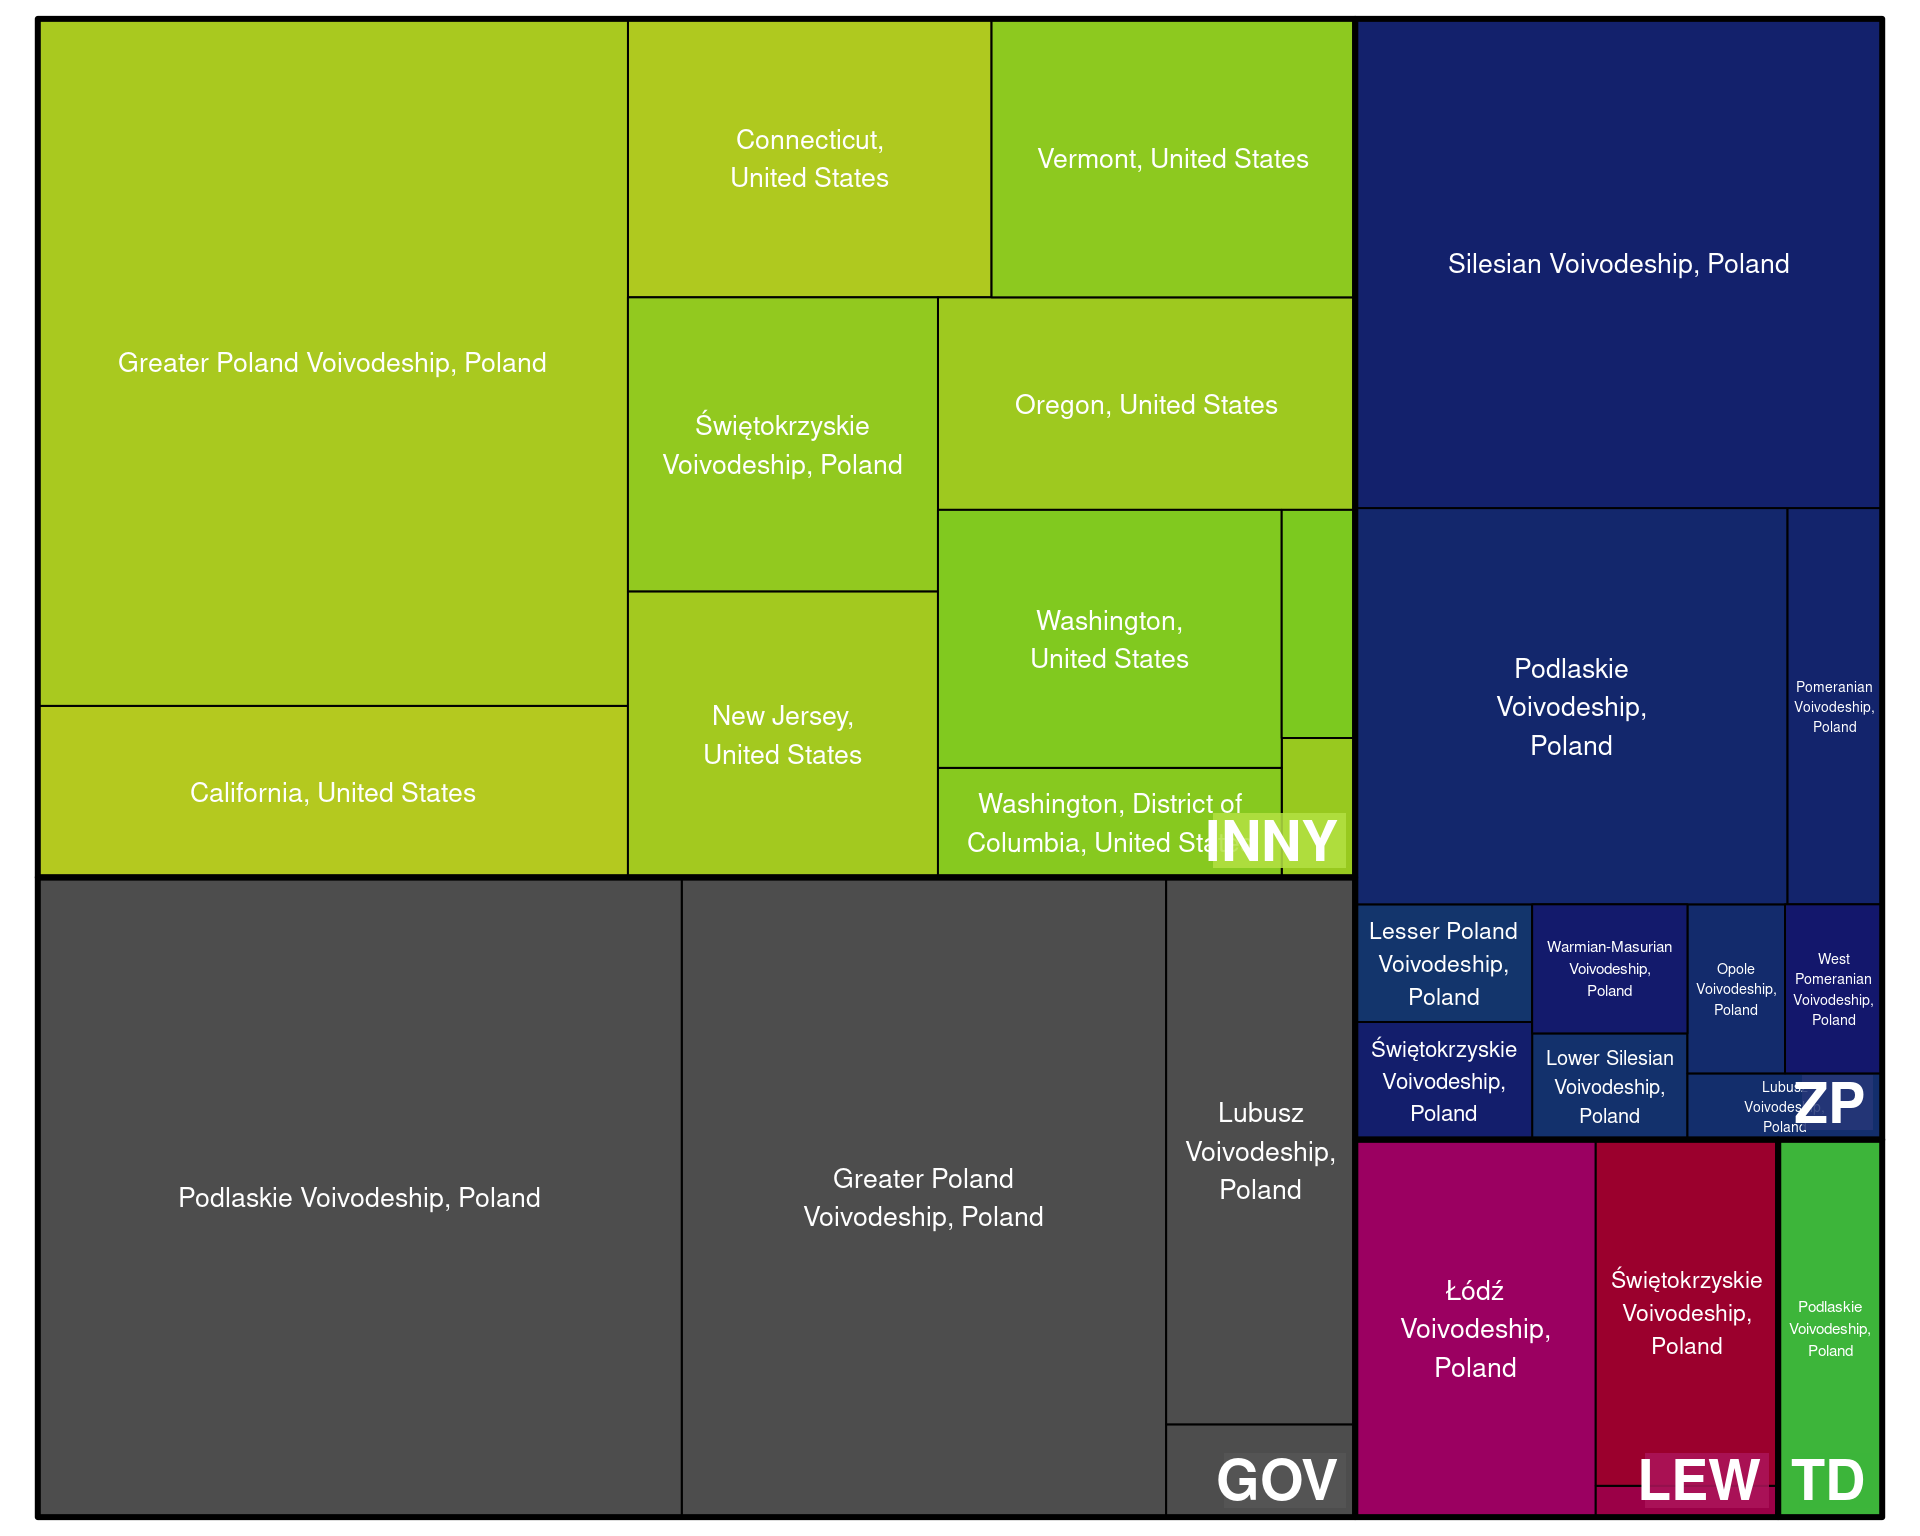 Greater Poland Voivodeship, Poland
California, United States
Connecticut,
United States
Vermont, United States
Świętokrzyskie
Voivodeship, Poland
Oregon, United States
New Jersey,
United States
Washington,
United States
Washington, District of
Columbia, United States
INNY
Podlaskie Voivodeship, Poland
Greater Poland
Voivodeship, Poland
Lubusz
Voivodeship,
Poland
GOV
Silesian Voivodeship, Poland
Podlaskie
Voivodeship,
Poland
Pomeranian
Voivodeship,
Poland
Lesser Poland
Voivodeship,
Poland
Świętokrzyskie
Voivodeship,
Poland
Warmian-Masurian
Voivodeship,
Poland
Lower Silesian
Voivodeship,
Poland
Opole
Voivodeship,
Poland
West
Pomeranian
Voivodeship,
Poland
Lubusz
Voivodeship,
Poland
ZP
Łódź
Voivodeship,
Poland
Świętokrzyskie
Voivodeship,
Poland
LEW
Podlaskie
Voivodeship,
Poland
TD